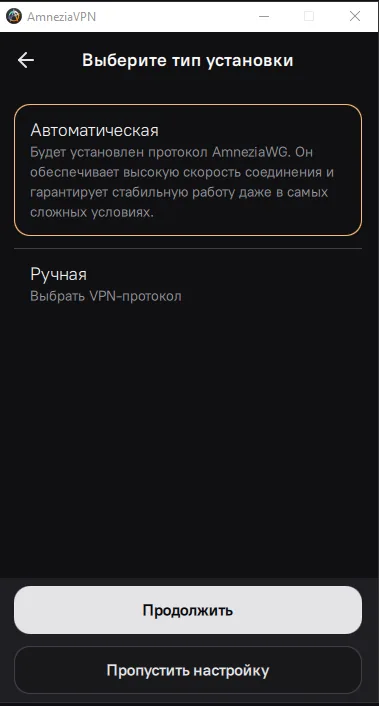 AmneziaVPN
Выберите тип установки
Автоматическая
Будет установлен протокол AmneziaWG. Он
обеспечивает высокую скорость соединения и
гарантирует стабильную работу даже в самых
сложных условиях.
Ручная
Выбрать VPN-протокол
Продолжить
Пропустить настройку